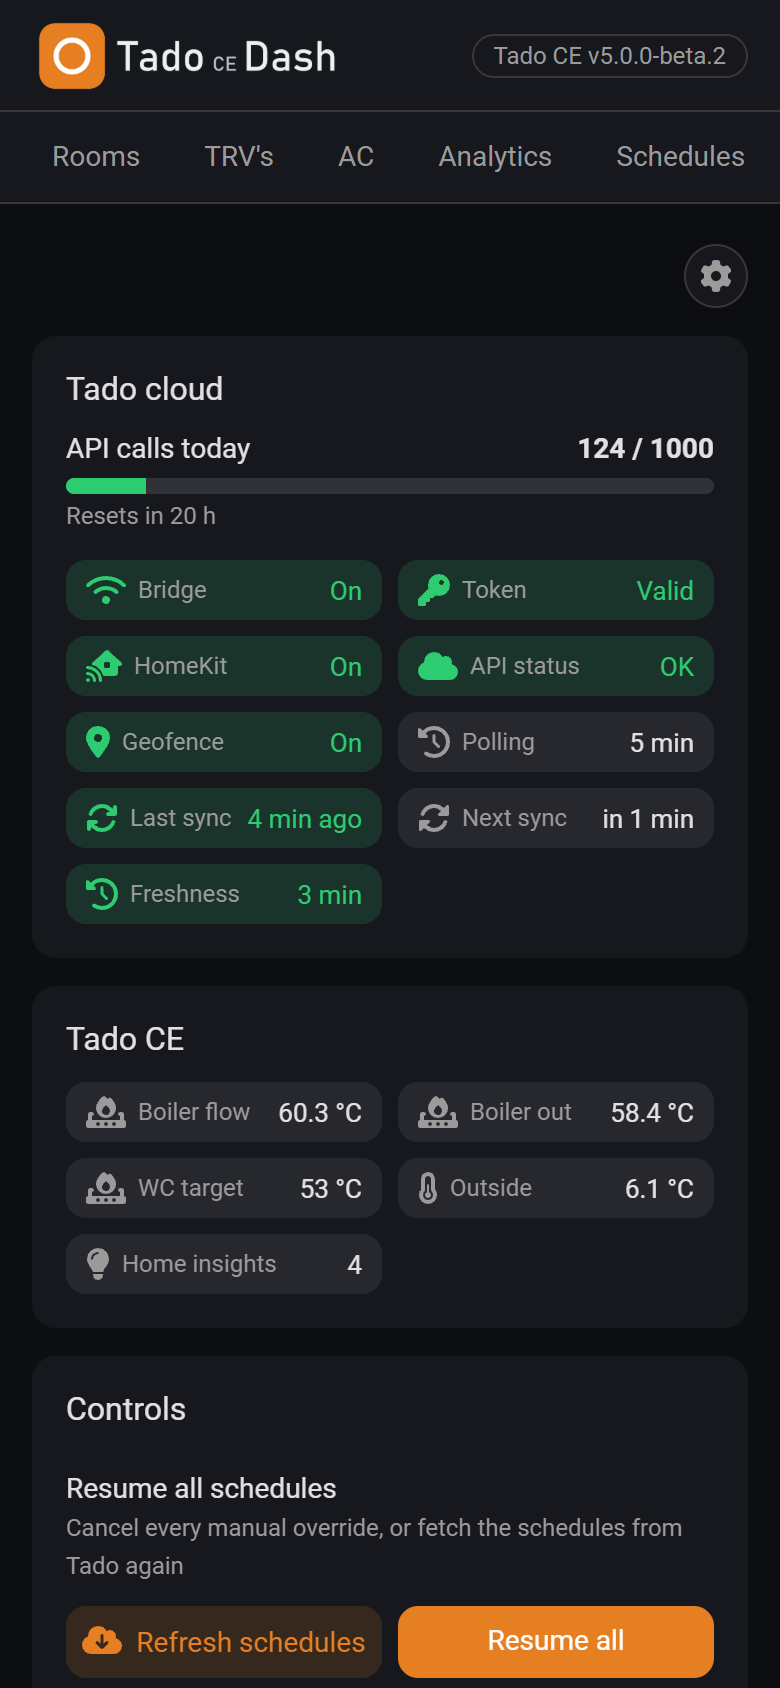 Tado CE Dash
Tado CE v5.0.0-beta.2
Rooms TRV's AC Analytics Schedules
Tado cloud
API calls today 124 / 1000
Resets in 20 h
Bridge On
Token Valid
HomeKit On
API status OK
Geofence On
Polling 5 min
Last sync 4 min ago
Next sync in 1 min
Freshness 3 min
Tado CE
Boiler flow 60.3 °C
Boiler out 58.4 °C
WC target 53 °C
Outside 6.1 °C
Home insights 4
Controls
Resume all schedules
Cancel every manual override, or fetch the schedules from
Tado again
Refresh schedules
Resume all